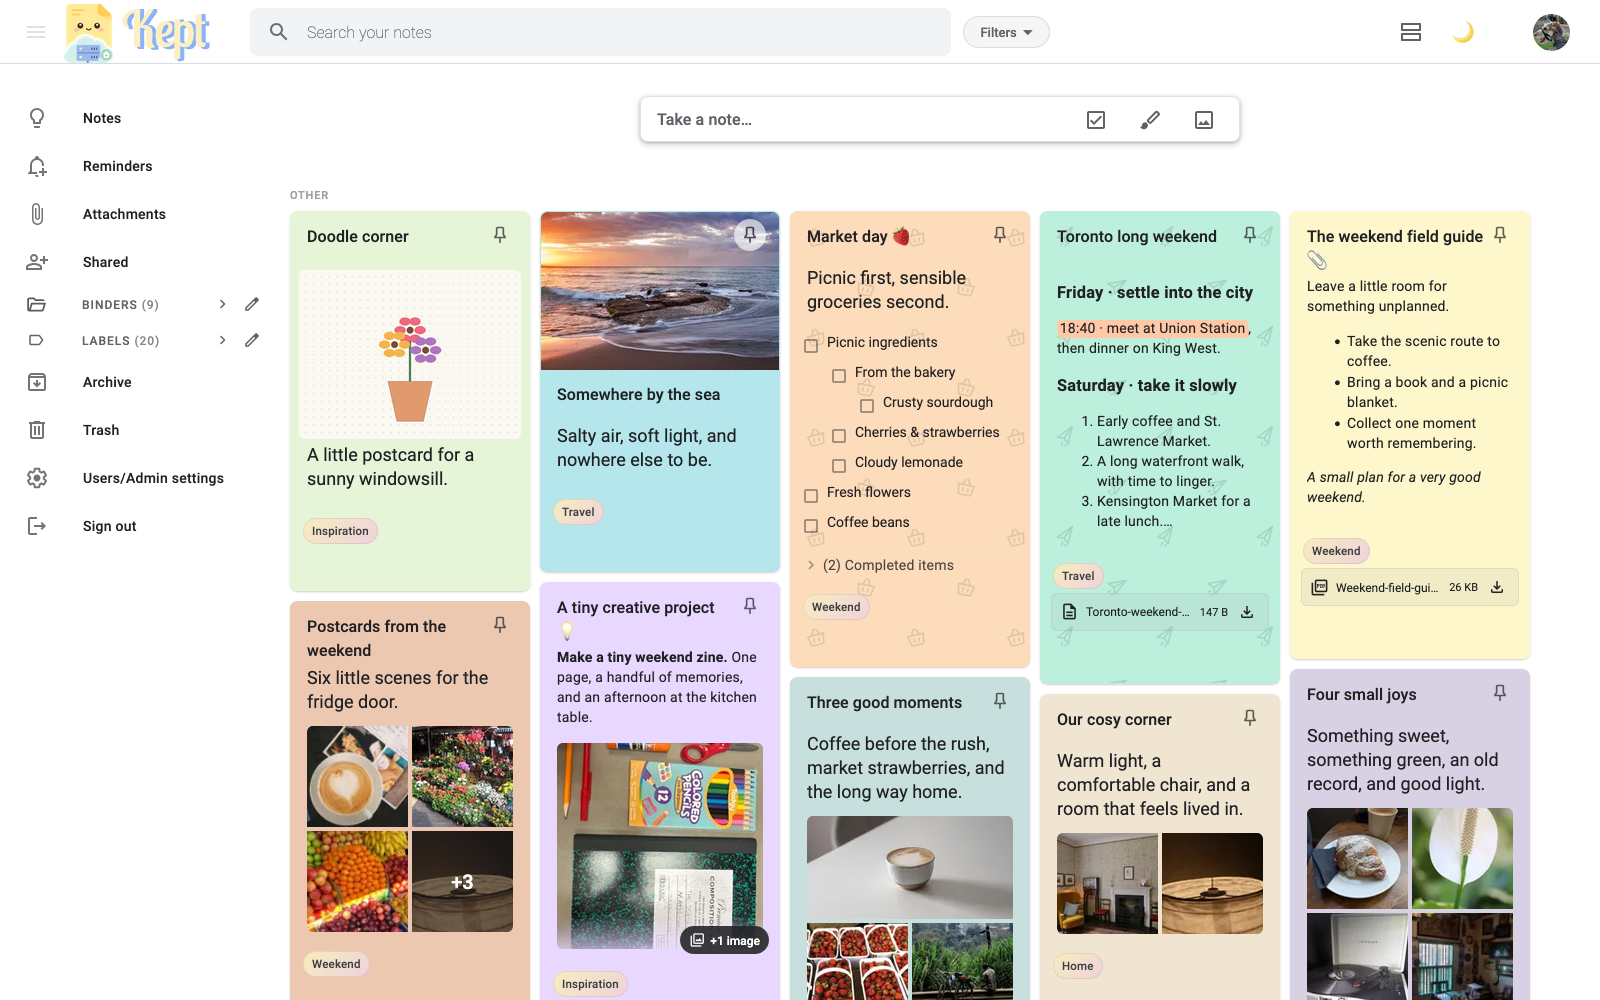 Kept
Search your notes
Filters
Notes
Reminders
Attachments
Shared
BINDERS (9)
LABELS (20)
Archive
Trash
Users/Admin settings
Sign out
Take a note...
OTHER
Doodle corner
A little postcard for a
sunny windowsill.
Inspiration
Postcards from the
weekend
Six little scenes for the
fridge door.
+3
Weekend
Somewhere by the sea
Salty air, soft light, and
nowhere else to be.
Travel
A tiny creative project
💡
Make a tiny weekend zine. One
page, a handful of memories,
and an afternoon at the kitchen
table.
COLORED
PENCILS
12
COMPOSITION
+1 image
Inspiration
Market day 🍓
Picnic first, sensible
groceries second.
Picnic ingredients
From the bakery
Crusty sourdough
Cherries & strawberries
Cloudy lemonade
Fresh flowers
Coffee beans
(2) Completed items
Weekend
Three good moments
Coffee before the rush,
market strawberries, and
the long way home.
Toronto long weekend
Friday · settle into the city
18:40 · meet at Union Station,
then dinner on King West.
Saturday · take it slowly
1. Early coffee and St.
Lawrence Market.
2. A long waterfront walk,
with time to linger.
3. Kensington Market for a
late lunch....
Travel
Toronto-weekend-... 147 B
Our cosy corner
Warm light, a
comfortable chair, and a
room that feels lived in.
Home
The weekend field guide
📎
Leave a little room for
something unplanned.
• Take the scenic route to
coffee.
• Bring a book and a picnic
blanket.
• Collect one moment
worth remembering.
A small plan for a very good
weekend.
Weekend
PDF Weekend-field-gui... 26 KB
Four small joys
Something sweet,
something green, an old
record, and good light.